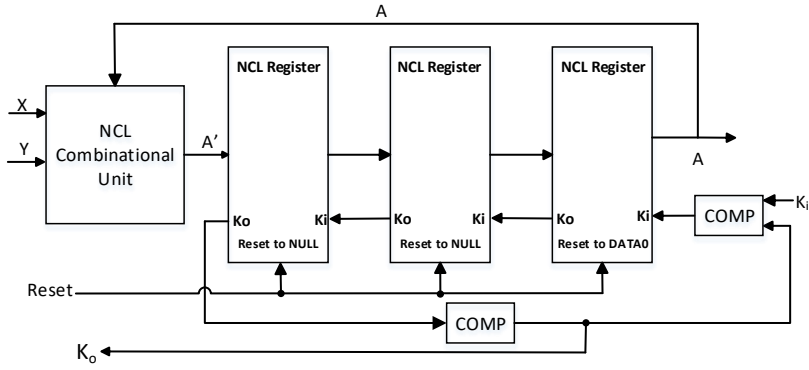 A
NCL Register
NCL Register
NCL Register
X
Y
NCL
Combinational
Unit
A’
A
Ko
Ki
Ko
Ki
Ko
Ki
COMP
Ki
Reset to NULL
Reset to NULL
Reset to DATA0
Reset
COMP
Ko